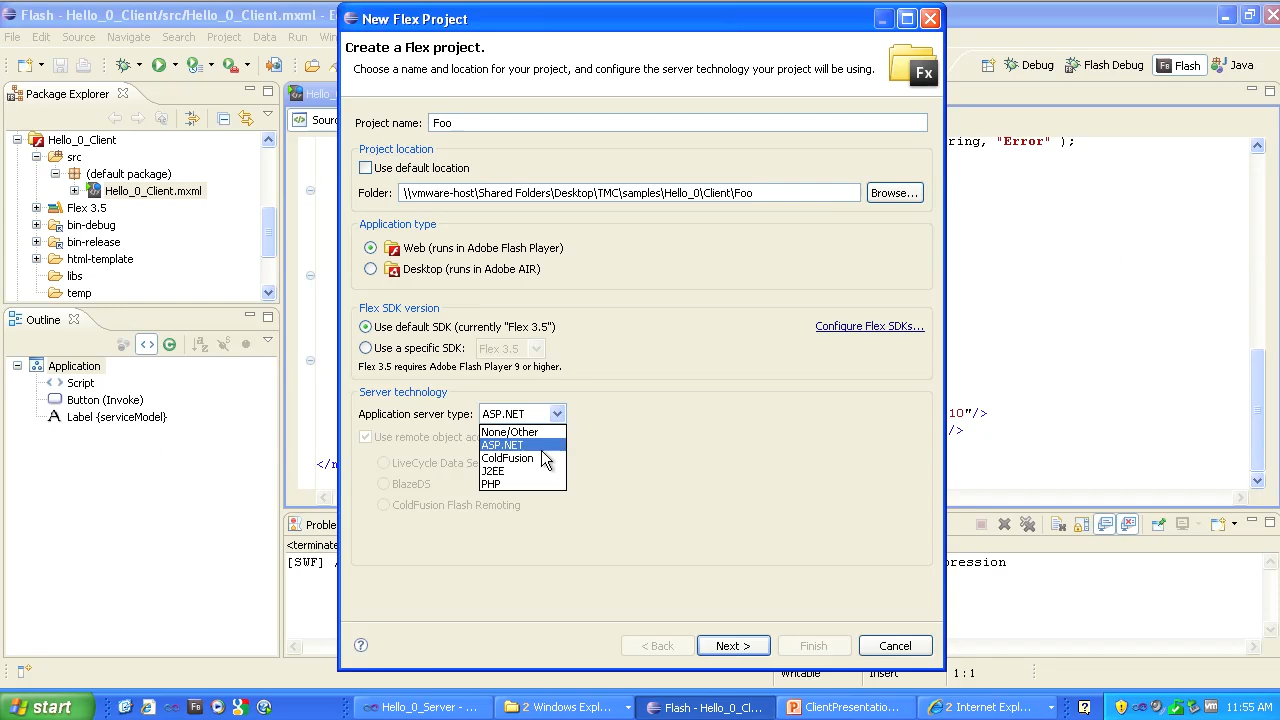 Flash - Hello_0_Client/src/Hello_0_Client.mxml - E
New Flex Project
File Edit Source Navigate Search Data Run Wi
Create a Flex project.
Choose a name and location for your project, and configure the server technology your project will be using.
Fx
Debug Flash Debug Flash Java
Package Explorer
Hello_
Sourc
Project name: Foo
Hello_0_Client
src
(default package)
Hello_0_Client.mxml
Flex 3.5
bin-debug
bin-release
html-template
libs
temp
ring, "Error" );
Project location
Use default location
Folder: \\vmware-host\Shared Folders\Desktop\TMC\samples\Hello_0\Client\Foo
Browse...
Application type
Web (runs in Adobe Flash Player)
Desktop (runs in Adobe AIR)
Flex SDK version
Use default SDK (currently "Flex 3.5")
Configure Flex SDKs...
Use a specific SDK: Flex 3.5
Flex 3.5 requires Adobe Flash Player 9 or higher.
Outline
Application
Script
Button (Invoke)
Label {serviceModel}
Server technology
Application server type: ASP.NET
None/Other
ASP.NET
ColdFusion
J2EE
PHP
Use remote object ac
LiveCycle Data Se
BlazeDS
ColdFusion Flash Remoting
10"/>
/>
</n
Proble
<terminate
[SWF] /
pression
< Back
Next >
Finish
Cancel
Writable Insert 1 : 1
start
Hello_0_Server - ...
2 Windows Expl...
Flash - Hello_0_Cl...
ClientPresentatio...
2 Internet Expl...
11:55 AM